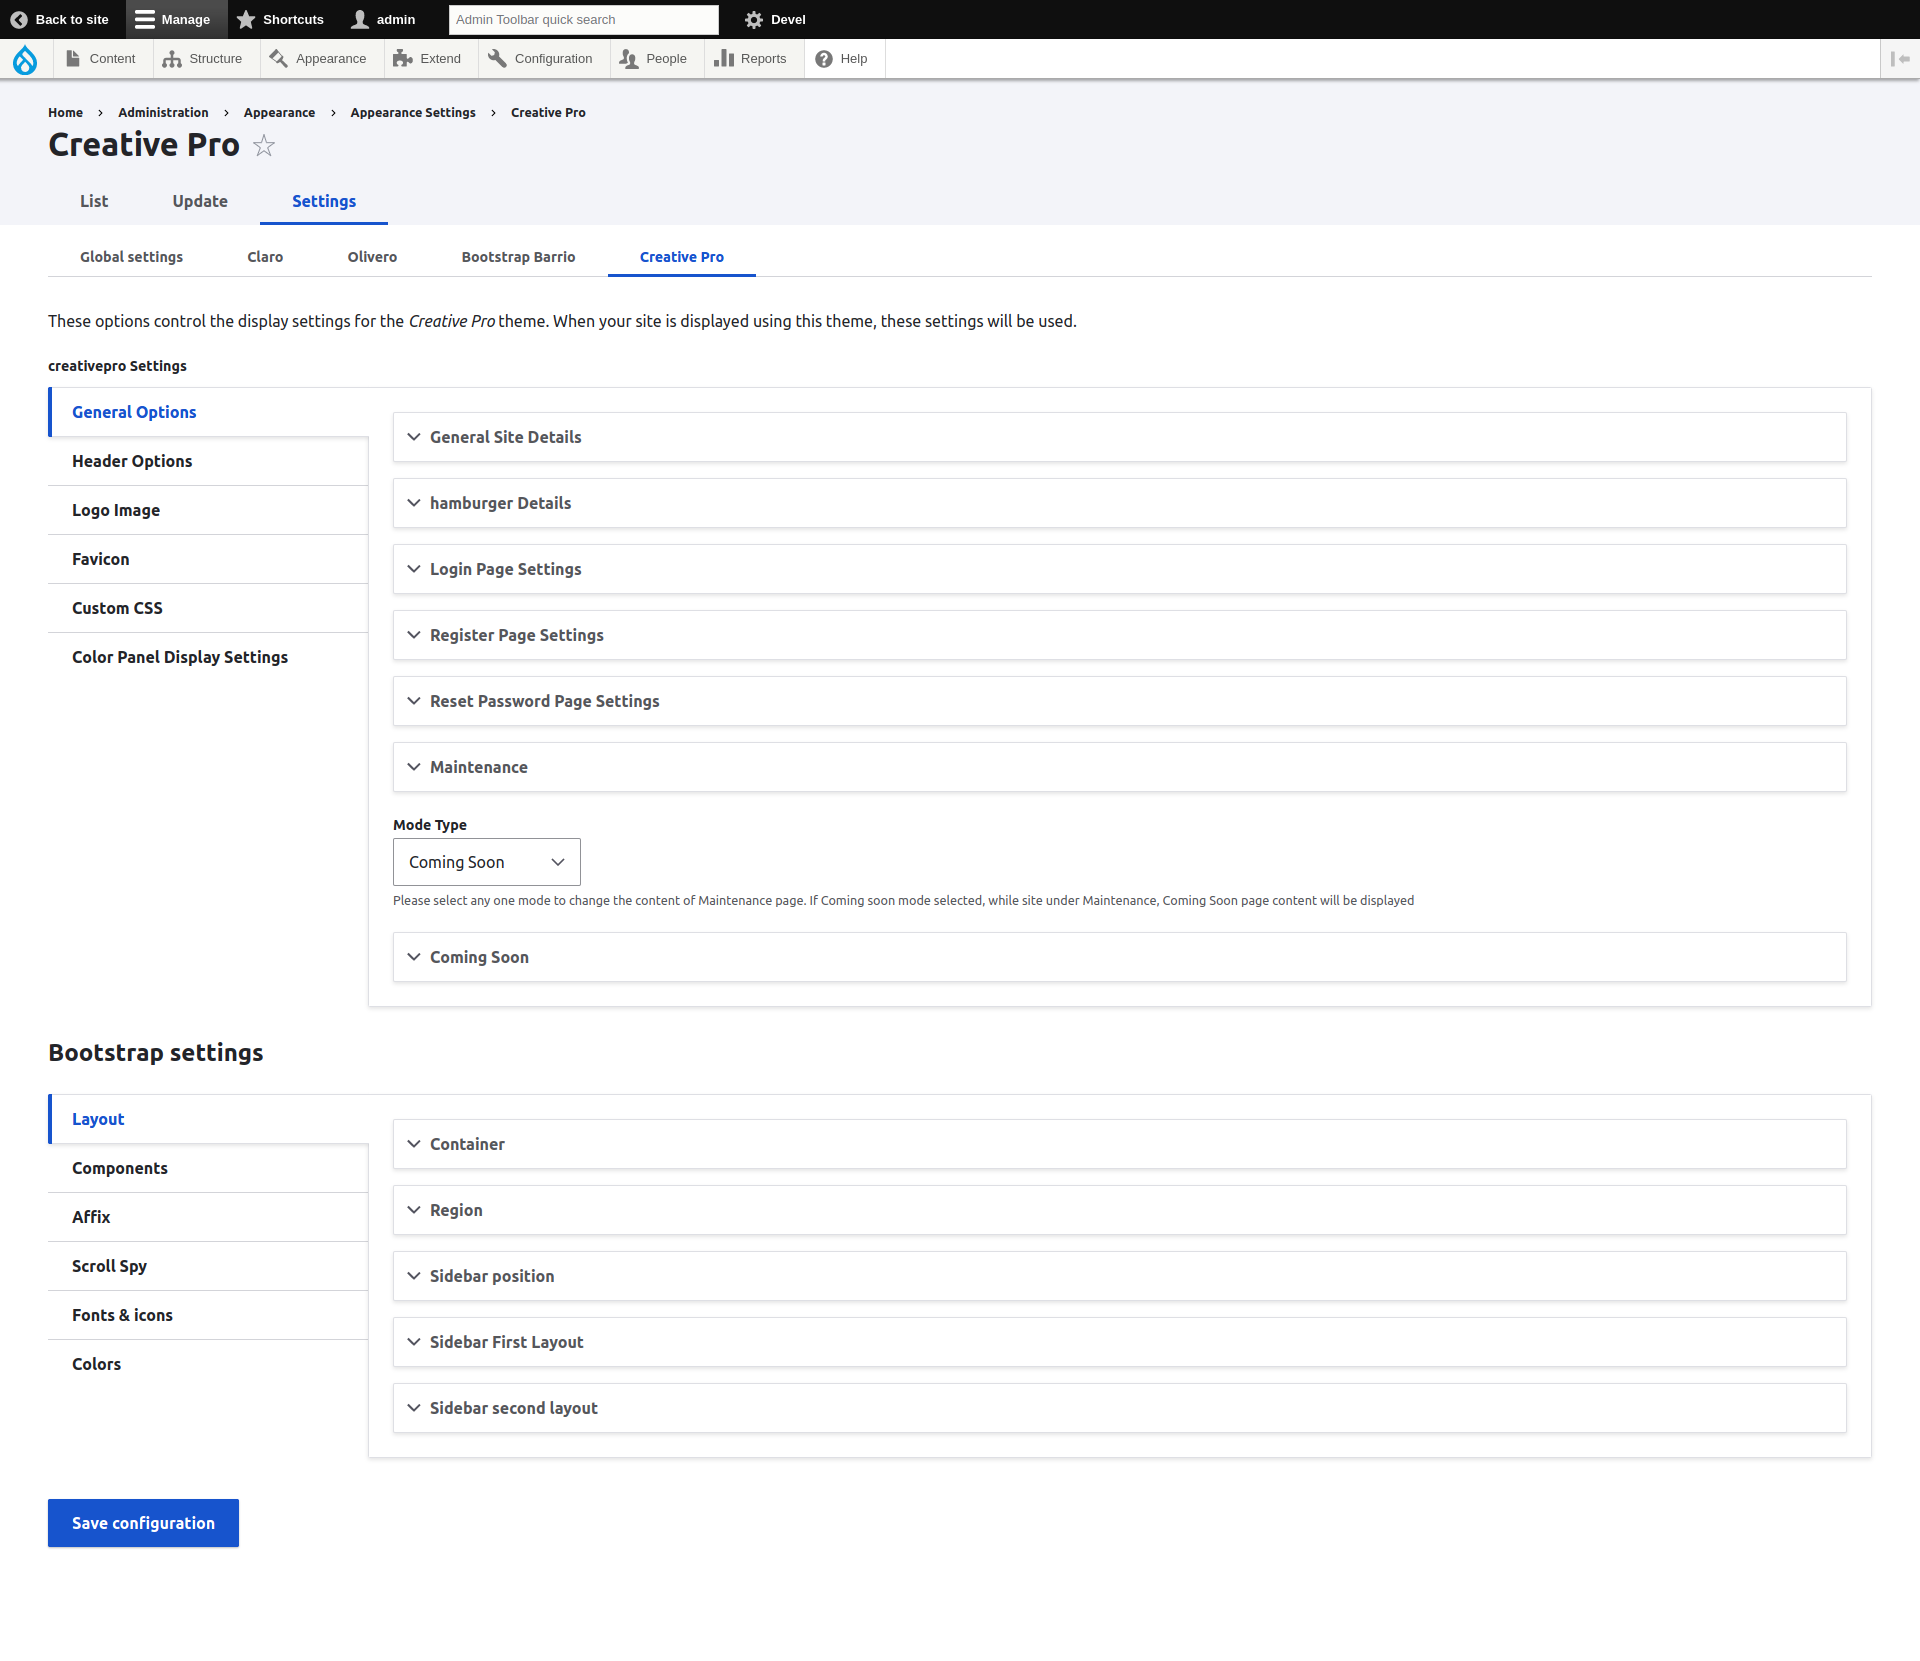 Back to site Manage Shortcuts admin Admin Toolbar quick search Devel
Content Structure Appearance Extend Configuration People Reports Help
Home › Administration › Appearance › Appearance Settings › Creative Pro
Creative Pro
List Update Settings
Global settings Claro Olivero Bootstrap Barrio Creative Pro
These options control the display settings for the Creative Pro theme. When your site is displayed using this theme, these settings will be used.
creativepro Settings
General Options
Header Options
Logo Image
Favicon
Custom CSS
Color Panel Display Settings
General Site Details
hamburger Details
Login Page Settings
Register Page Settings
Reset Password Page Settings
Maintenance
Mode Type
Coming Soon
Please select any one mode to change the content of Maintenance page. If Coming soon mode selected, while site under Maintenance, Coming Soon page content will be displayed
Coming Soon
Bootstrap settings
Layout
Components
Affix
Scroll Spy
Fonts & icons
Colors
Container
Region
Sidebar position
Sidebar First Layout
Sidebar second layout
Save configuration